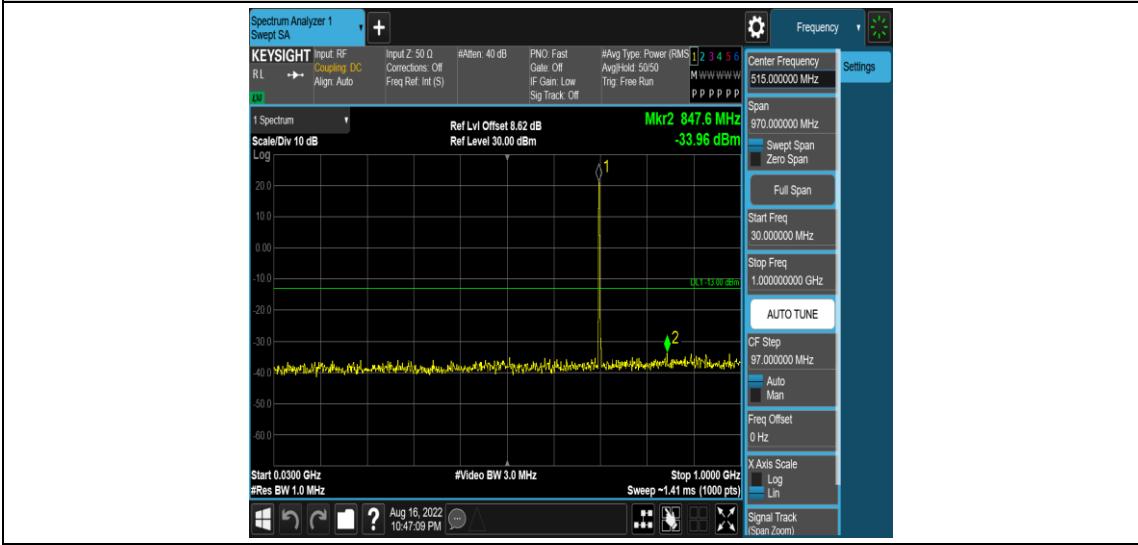 Spectrum Analyzer 1
Swept SA
+
Frequency
KEYSIGHT
RL
Input: RF
Coupling: DC
Align: Auto
Input Z: 50 Ω
Corrections: Off
Freq Ref: Int (S)
#Atten: 40 dB
PNO: Fast
Gate: Off
IF Gain: Low
Sig Track: Off
#Avg Type: Power (RMS
Avg|Hold: 50/50
Trig: Free Run
1 2 3 4 5 6
M W W W W W
P P P P P P
1 Spectrum
Scale/Div 10 dB
Log
Ref Lvl Offset 8.62 dB
Ref Level 30.00 dBm
Mkr2 847.6 MHz
-33.96 dBm
1
20.0
10.0
0.00
-10.0
DL1 -13.00 dBm
-20.0
-30.0
2
-40.0
-50.0
-60.0
Start 0.0300 GHz
#Res BW 1.0 MHz
#Video BW 3.0 MHz
Stop 1.0000 GHz
Sweep ~1.41 ms (1000 pts)
?
Aug 16, 2022
10:47:09 PM
Center Frequency
515.000000 MHz
Settings
Span
970.000000 MHz
Swept Span
Zero Span
Full Span
Start Freq
30.000000 MHz
Stop Freq
1.000000000 GHz
AUTO TUNE
CF Step
97.000000 MHz
Auto
Man
Freq Offset
0 Hz
X Axis Scale
Log
Lin
Signal Track
(Span Zoom)